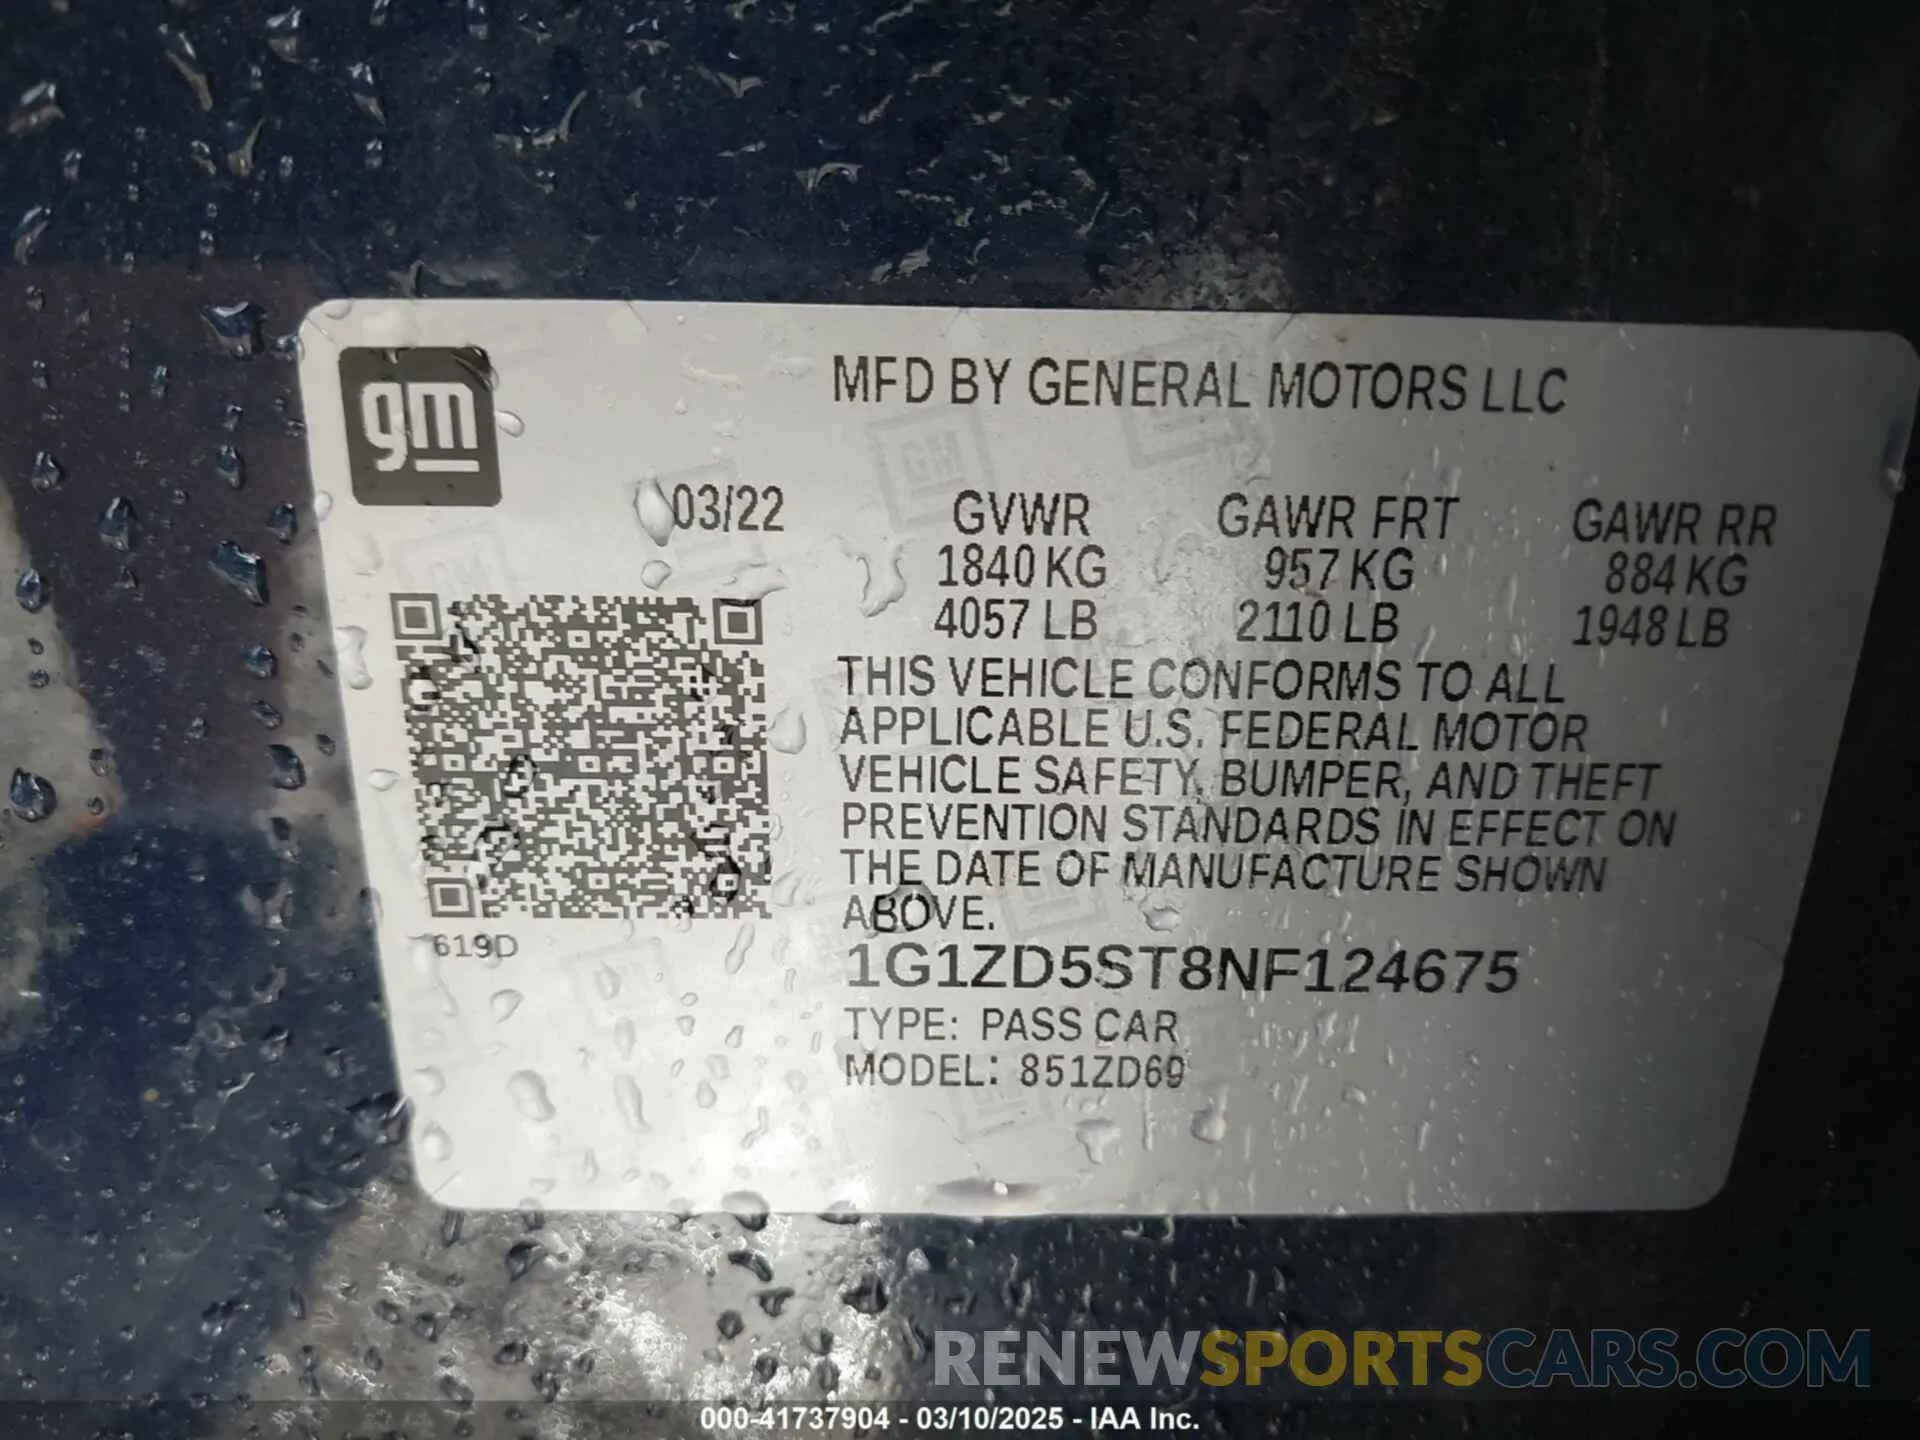 gm
MFD BY GENERAL MOTORS LLC
03/22 GVWR GAWR FRT GAWR RR
1840 KG 957 KG 884 KG
4057 LB 2110 LB 1948 LB
THIS VEHICLE CONFORMS TO ALL
APPLICABLE U.S. FEDERAL MOTOR
VEHICLE SAFETY, BUMPER, AND THEFT
PREVENTION STANDARDS IN EFFECT ON
THE DATE OF MANUFACTURE SHOWN
ABOVE.
619D
1G1ZD5ST8NF124675
TYPE: PASS CAR
MODEL: 851ZD69
RENEWSPORTSCARS.COM
000-41737904 - 03/10/2025 - IAA Inc.